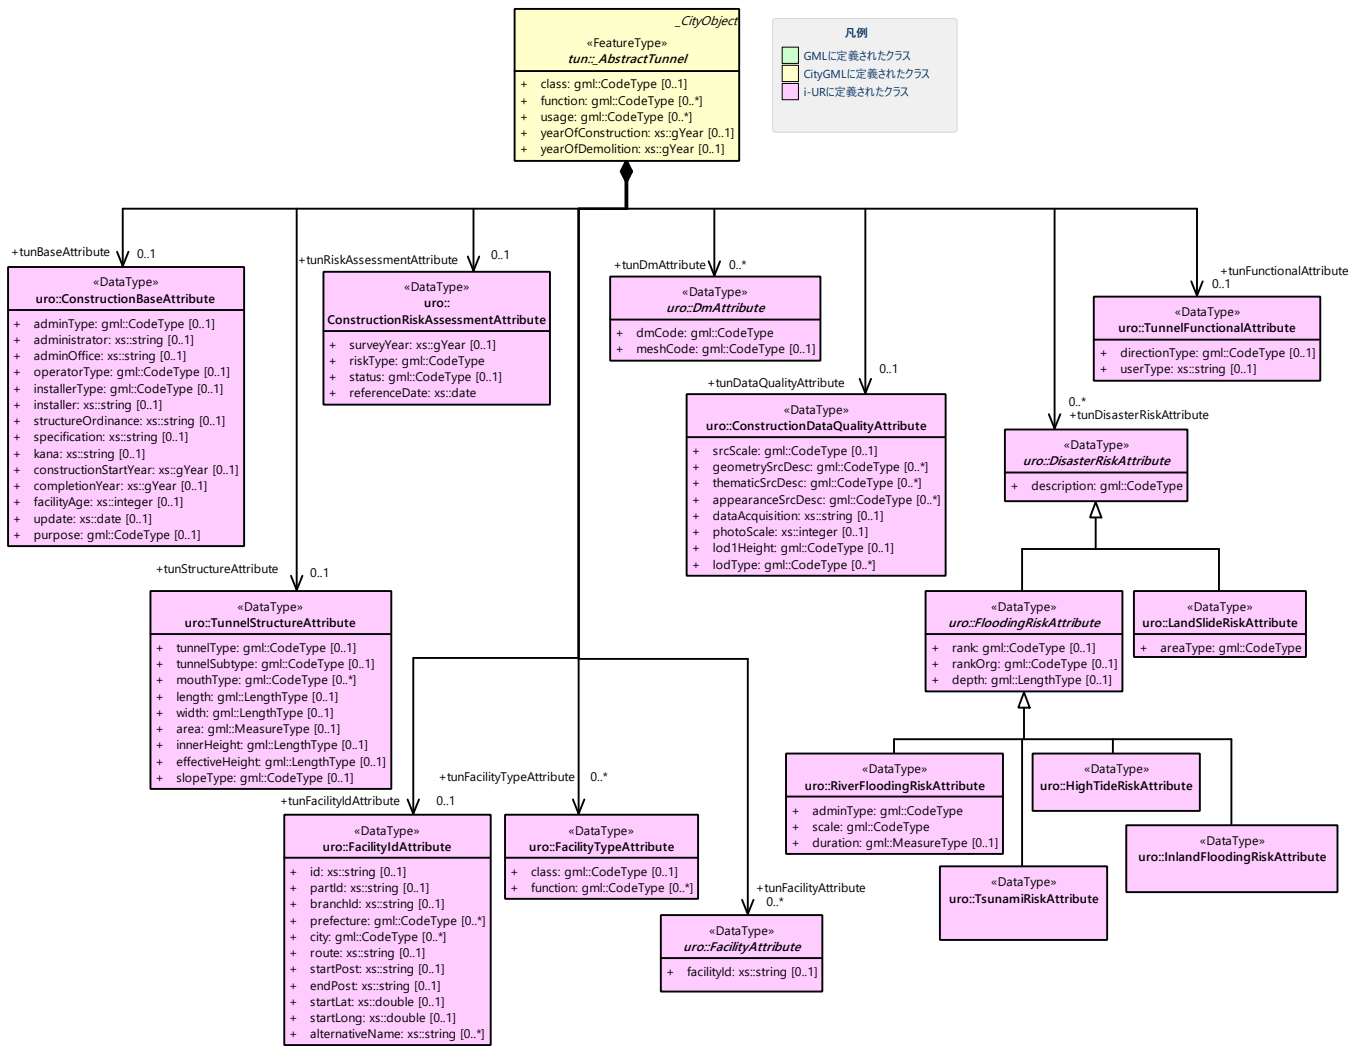 _CityObject
«FeatureType»
tun::_AbstractTunnel
+ class: gml::CodeType [0..1]
+ function: gml::CodeType [0..*]
+ usage: gml::CodeType [0..*]
+ yearOfConstruction: xs::gYear [0..1]
+ yearOfDemolition: xs::gYear [0..1]
凡例
GMLに定義されたクラス
CityGMLに定義されたクラス
i-URに定義されたクラス
+tunBaseAttribute
0..1
«DataType»
uro::ConstructionBaseAttribute
+ adminType: gml::CodeType [0..1]
+ administrator: xs::string [0..1]
+ adminOffice: xs::string [0..1]
+ operatorType: gml::CodeType [0..1]
+ installerType: gml::CodeType [0..1]
+ installer: xs::string [0..1]
+ structureOrdinance: xs::string [0..1]
+ specification: xs::string [0..1]
+ kana: xs::string [0..1]
+ constructionStartYear: xs::gYear [0..1]
+ completionYear: xs::gYear [0..1]
+ facilityAge: xs::integer [0..1]
+ update: xs::date [0..1]
+ purpose: gml::CodeType [0..1]
+tunRiskAssessmentAttribute
0..1
«DataType»
uro::
ConstructionRiskAssessmentAttribute
+ surveyYear: xs::gYear [0..1]
+ riskType: gml::CodeType
+ status: gml::CodeType [0..1]
+ referenceDate: xs::date
+tunDmAttribute
0..*
«DataType»
uro::DmAttribute
+ dmCode: gml::CodeType
+ meshCode: gml::CodeType [0..1]
+tunFunctionalAttribute
0..1
«DataType»
uro::TunnelFunctionalAttribute
+ directionType: gml::CodeType [0..1]
+ userType: xs::string [0..1]
+tunDataQualityAttribute
0..1
«DataType»
uro::ConstructionDataQualityAttribute
+ srcScale: gml::CodeType [0..1]
+ geometrySrcDesc: gml::CodeType [0..*]
+ thematicSrcDesc: gml::CodeType [0..*]
+ appearanceSrcDesc: gml::CodeType [0..*]
+ dataAcquisition: xs::string [0..1]
+ photoScale: xs::integer [0..1]
+ lod1Height: gml::CodeType [0..1]
+ lodType: gml::CodeType [0..*]
0..*
+tunDisasterRiskAttribute
«DataType»
uro::DisasterRiskAttribute
+ description: gml::CodeType
+tunStructureAttribute
0..1
«DataType»
uro::TunnelStructureAttribute
+ tunnelType: gml::CodeType [0..1]
+ tunnelSubtype: gml::CodeType [0..1]
+ mouthType: gml::CodeType [0..*]
+ length: gml::LengthType [0..1]
+ width: gml::LengthType [0..1]
+ area: gml::MeasureType [0..1]
+ innerHeight: gml::LengthType [0..1]
+ effectiveHeight: gml::LengthType [0..1]
+ slopeType: gml::CodeType [0..1]
«DataType»
uro::FloodingRiskAttribute
+ rank: gml::CodeType [0..1]
+ rankOrg: gml::CodeType [0..1]
+ depth: gml::LengthType [0..1]
«DataType»
uro::LandSlideRiskAttribute
+ areaType: gml::CodeType
+tunFacilityIdAttribute
0..1
«DataType»
uro::FacilityIdAttribute
+ id: xs::string [0..1]
+ partId: xs::string [0..1]
+ branchId: xs::string [0..1]
+ prefecture: gml::CodeType [0..*]
+ city: gml::CodeType [0..*]
+ route: xs::string [0..1]
+ startPost: xs::string [0..1]
+ endPost: xs::string [0..1]
+ startLat: xs::double [0..1]
+ startLong: xs::double [0..1]
+ alternativeName: xs::string [0..*]
+tunFacilityTypeAttribute
0..*
«DataType»
uro::FacilityTypeAttribute
+ class: gml::CodeType [0..1]
+ function: gml::CodeType [0..*]
+tunFacilityAttribute
0..*
«DataType»
uro::FacilityAttribute
+ facilityId: xs::string [0..1]
«DataType»
uro::RiverFloodingRiskAttribute
+ adminType: gml::CodeType
+ scale: gml::CodeType
+ duration: gml::MeasureType [0..1]
«DataType»
uro::HighTideRiskAttribute
«DataType»
uro::InlandFloodingRiskAttribute
«DataType»
uro::TsunamiRiskAttribute